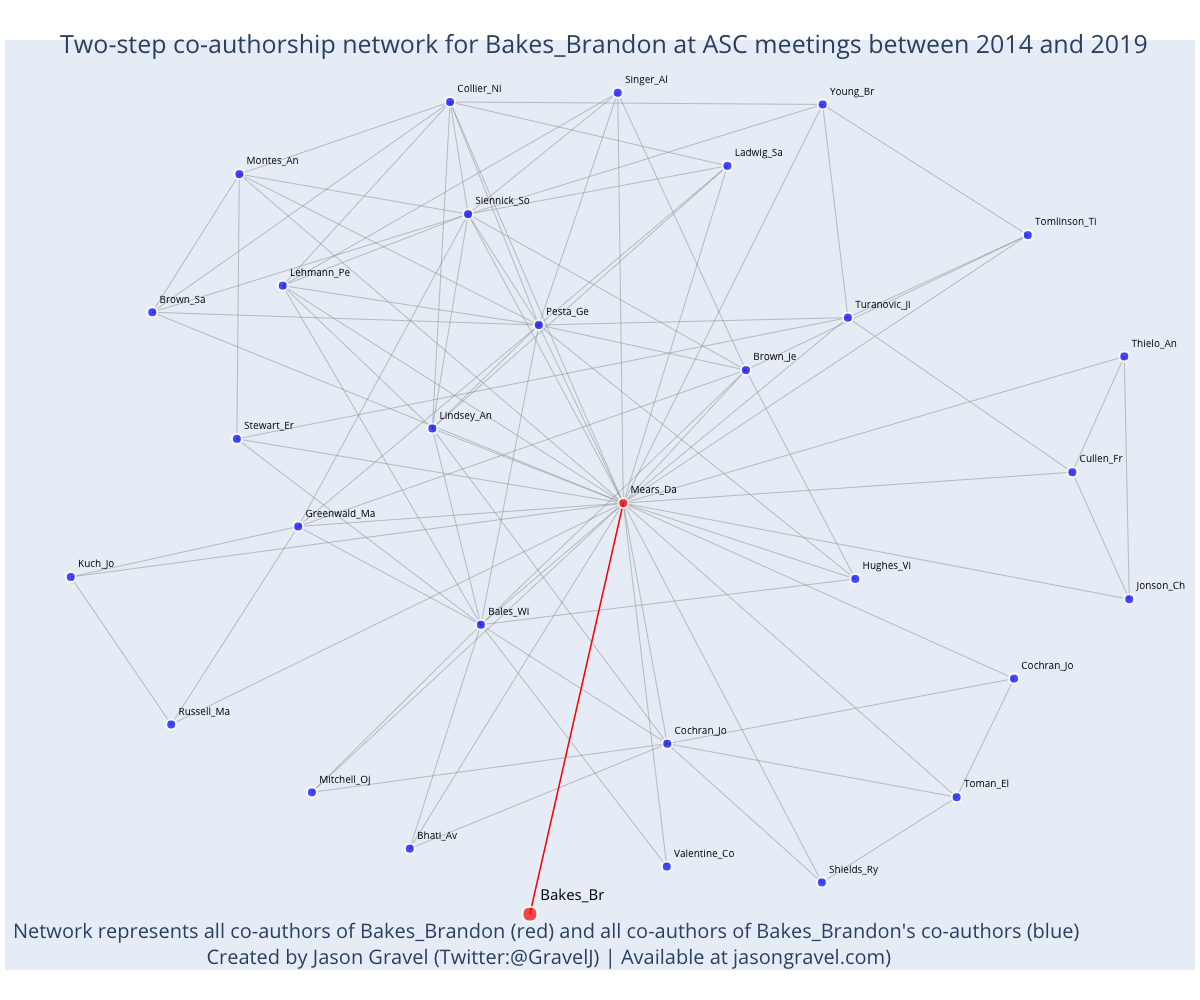 Two-step co-authorship network for Bakes_Brandon at ASC meetings between 2014 and 2019
Singer_Al
Collier_Ni
Young_Br
Ladwig_Sa
Montes_An
Siennick_So
Tomlinson_Ti
Lehmann_Pe
Brown_Sa
Turanovic_Ji
Pesta_Ge
Thielo_An
Brown_Je
Lindsey_An
Stewart_Er
Cullen_Fr
Mears_Da
Greenwald_Ma
Kuch_Jo
Hughes_Vi
Jonson_Ch
Bales_Wi
Cochran_Jo
Russell_Ma
Cochran_Jo
Mitchell_Oj
Toman_El
Bhati_Av
Valentine_Co
Shields_Ry
Bakes_Br
Network represents all co-authors of Bakes_Brandon (red) and all co-authors of Bakes_Brandon's co-authors (blue)
Created by Jason Gravel (Twitter:@GravelJ) | Available at jasongravel.com)